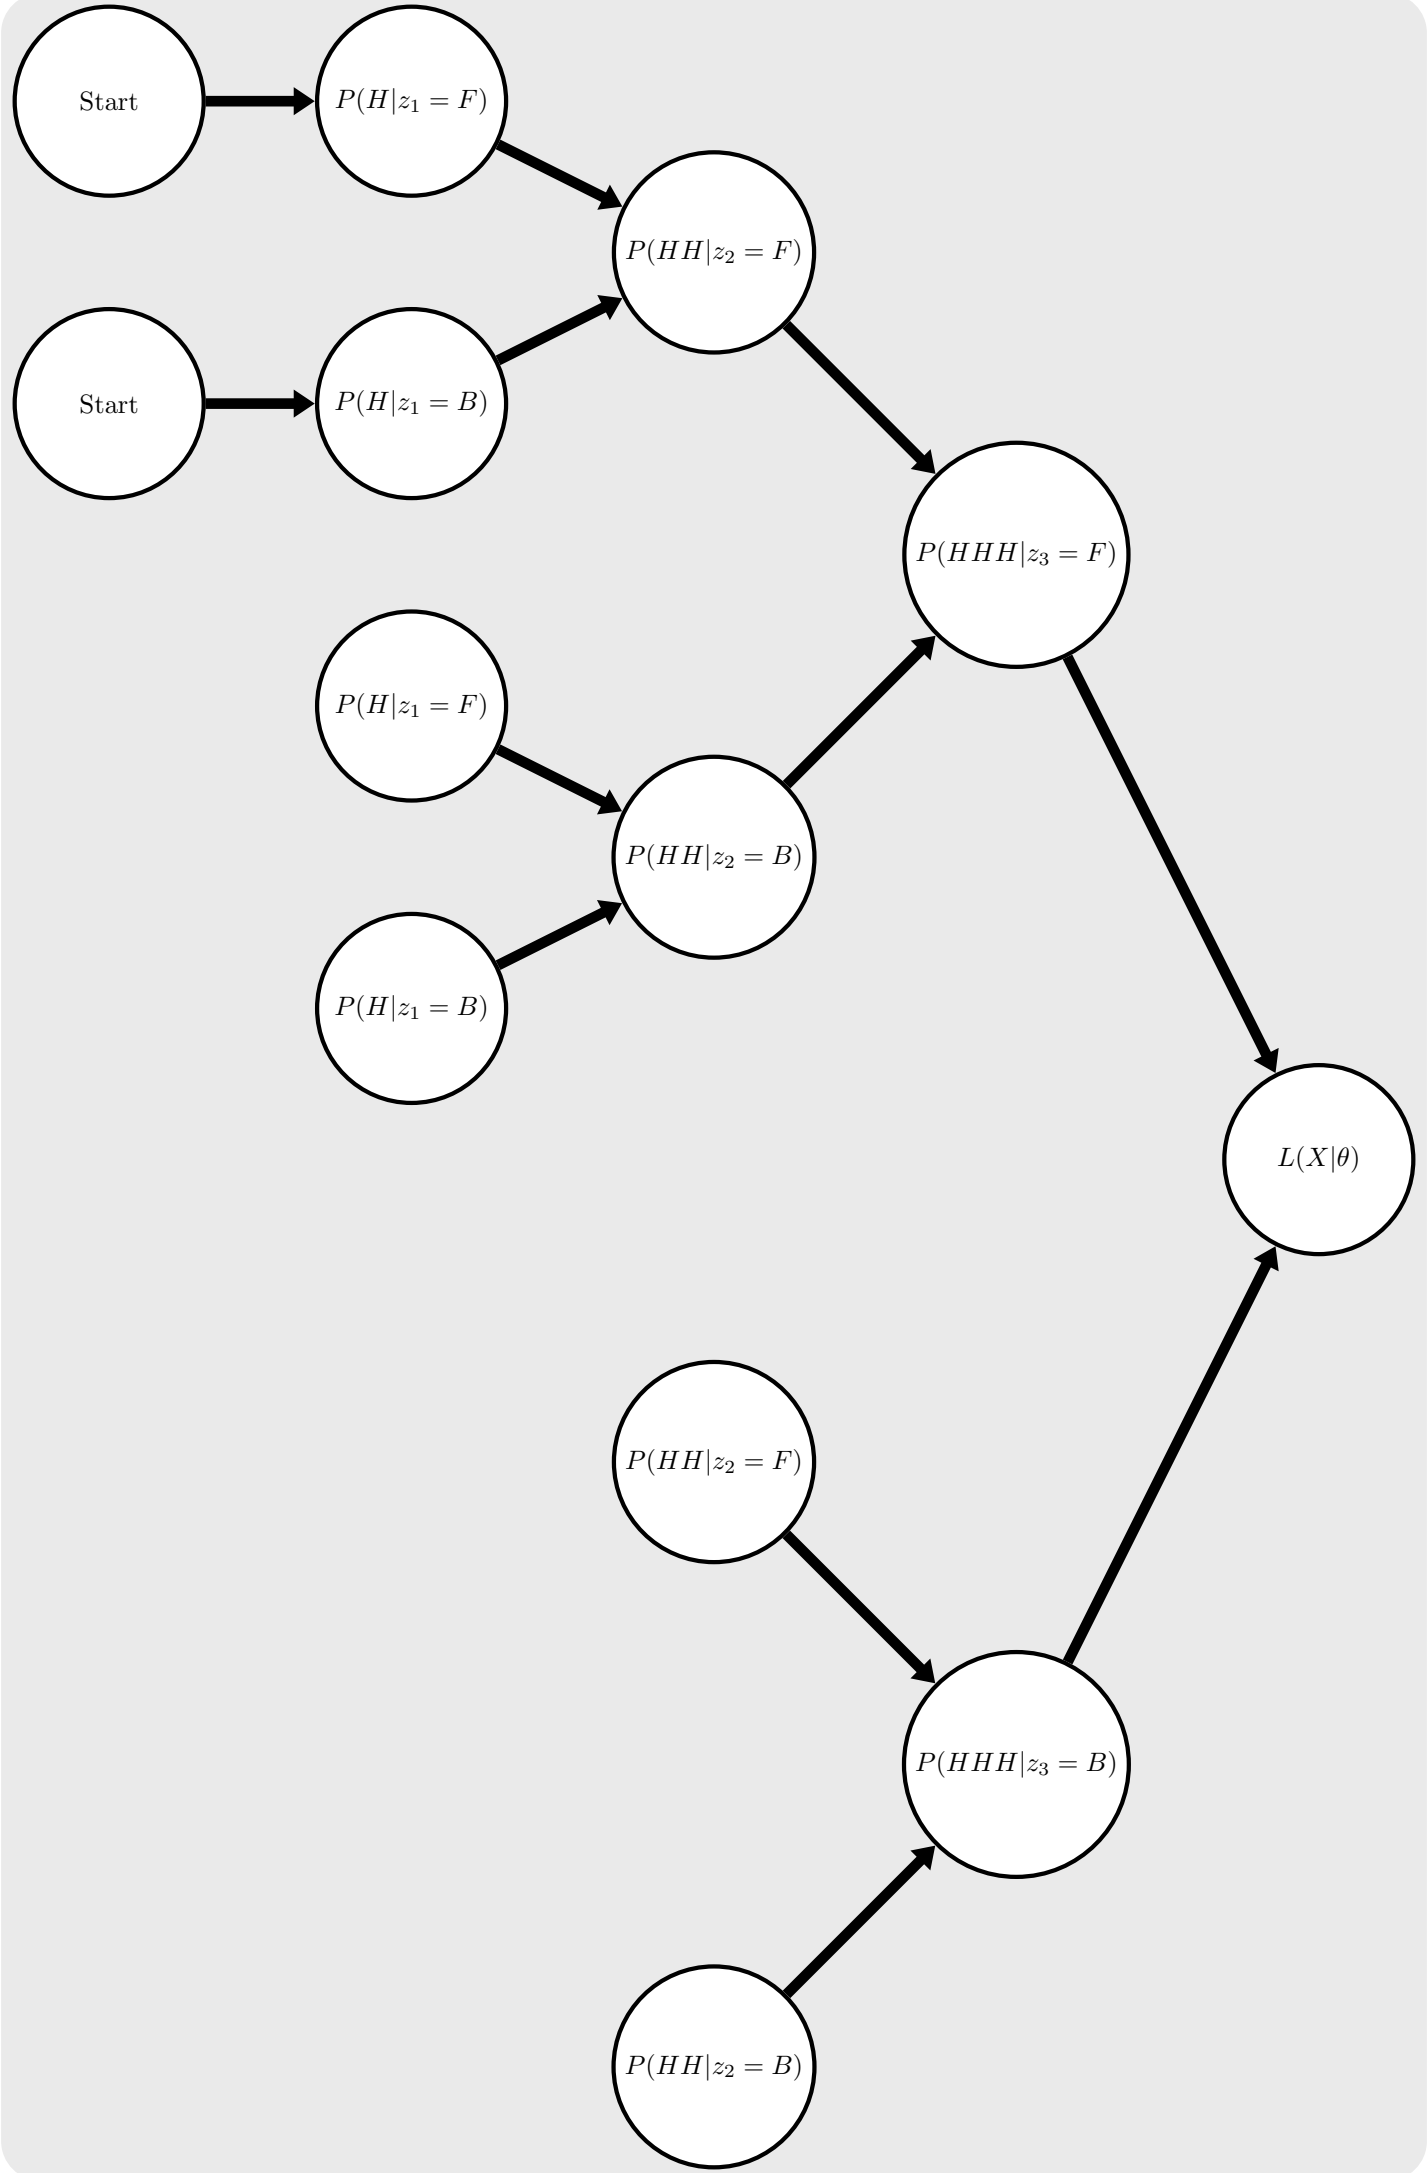 Start
P(H|z₁ = F)
P(HH|z₂ = F)
Start
P(H|z₁ = B)
P(HHH|z₃ = F)
P(H|z₁ = F)
P(HH|z₂ = B)
P(H|z₁ = B)
L(X|θ)
P(HH|z₂ = F)
P(HHH|z₃ = B)
P(HH|z₂ = B)